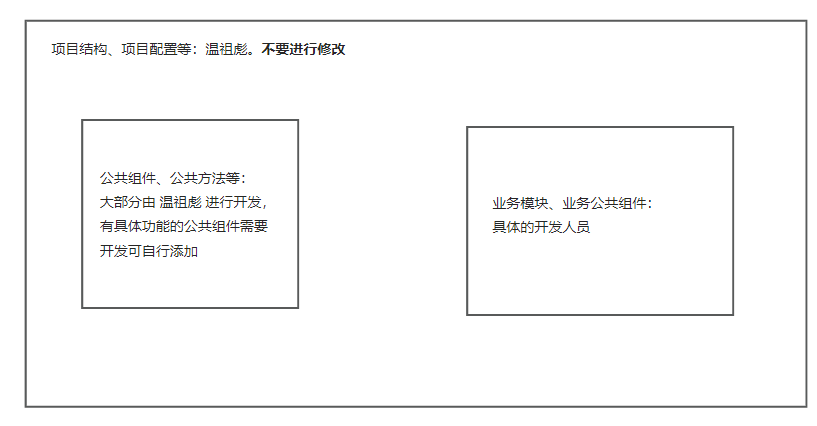 项目结构、项目配置等：温祖彪。不要进行修改
公共组件、公共方法等：
大部分由 温祖彪 进行开发，
有具体功能的公共组件需要
开发可自行添加
业务模块、业务公共组件：
具体的开发人员